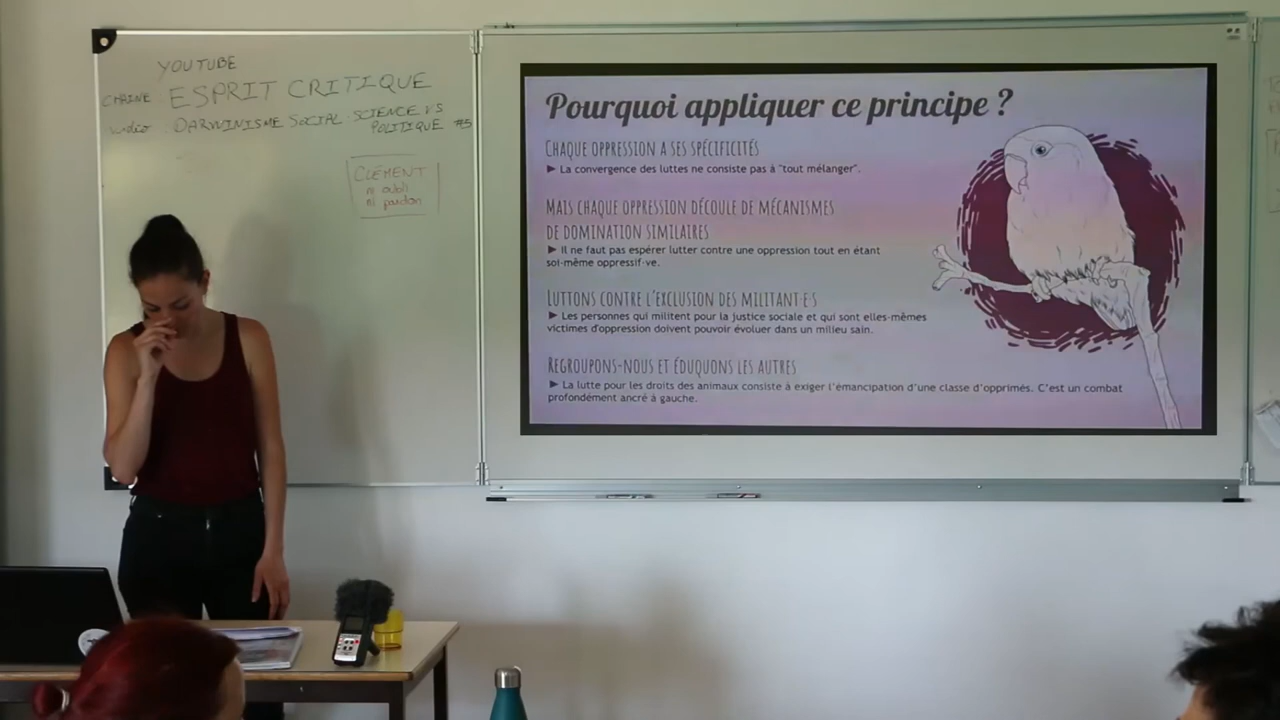 YOUTUBE
CHAINE ESPRIT CRITIQUE
vidéo DARWINISME SOCIAL - SCIENCE VS
POLITIQUE #5
CLÉMENT
ni oubli
ni pardon
Pourquoi appliquer ce principe ?
CHAQUE OPPRESSION A SES SPÉCIFICITÉS
► La convergence des luttes ne consiste pas à "tout mélanger".
MAIS CHAQUE OPPRESSION DÉCOULE DE MÉCANISMES
DE DOMINATION SIMILAIRES
► Il ne faut pas espérer lutter contre une oppression tout en étant
soi-même oppressif·ve.
LUTTONS CONTRE L'EXCLUSION DES MILITANT·E·S
► Les personnes qui militent pour la justice sociale et qui sont elles-mêmes
victimes d'oppression doivent pouvoir évoluer dans un milieu sain.
REGROUPONS-NOUS ET ÉDUQUONS LES AUTRES
► La lutte pour les droits des animaux consiste à exiger l'émancipation d'une classe d'opprimés. C'est un combat
profondément ancré à gauche.